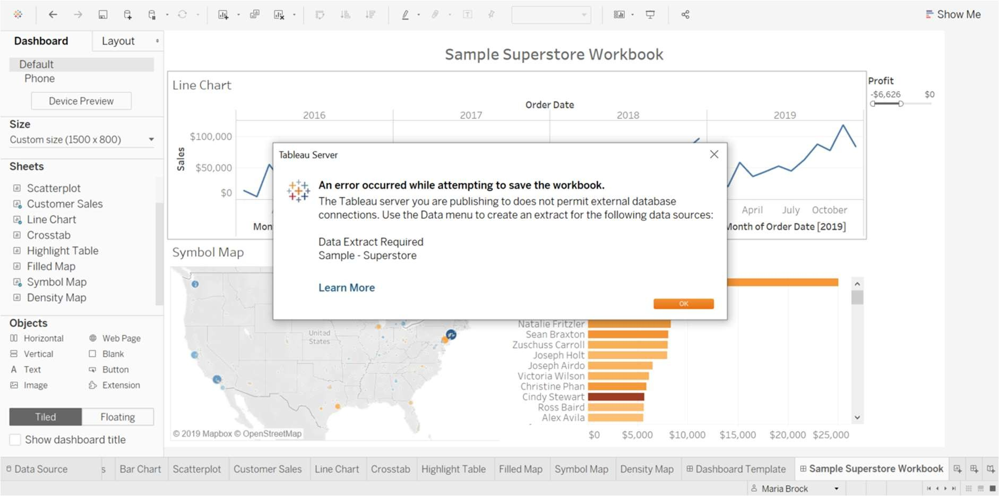 Show Me
Dashboard
Layout
Default
Phone
Device Preview
Size
Custom size (1500 x 800)
Sheets
Scatterplot
Customer Sales
Line Chart
Crosstab
Highlight Table
Filled Map
Symbol Map
Density Map
Objects
Horizontal
Web Page
Vertical
Blank
Text
Button
Image
Extension
Tiled
Floating
Show dashboard title
Sample Superstore Workbook
Line Chart
Order Date
2016
2017
2018
2019
Sales
$100,000
$50,000
$0
April
July
October
Mon
Month of Order Date [2019]
Profit
-$6,626
$0
Tableau Server
An error occurred while attempting to save the workbook.
The Tableau server you are publishing to does not permit external database
connections. Use the Data menu to create an extract for the following data sources:
Data Extract Required
Sample - Superstore
Learn More
OK
Symbol Map
United
States
© 2019 Mapbox © OpenStreetMap
Natalie Fritzler
Sean Braxton
Zuschuss Carroll
Joseph Holt
Joseph Airdo
Victoria Wilson
Christine Phan
Cindy Stewart
Ross Baird
Alex Avila
$0
$5,000
$10,000
$15,000
$20,000
$25,000
Data Source
s
Bar Chart
Scatterplot
Customer Sales
Line Chart
Crosstab
Highlight Table
Filled Map
Symbol Map
Density Map
Dashboard Template
Sample Superstore Workbook
Maria Brock